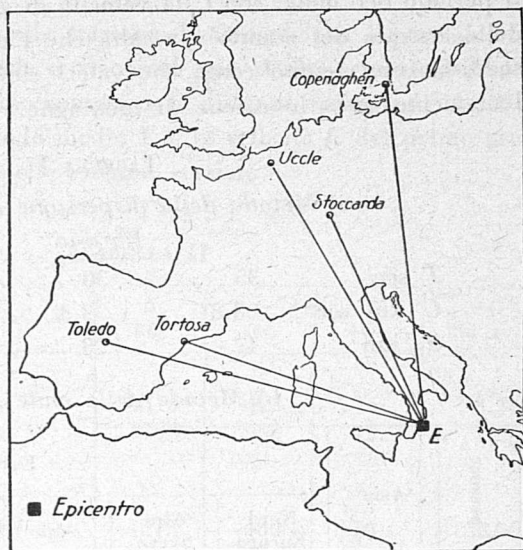 Copenaghen
Uccle
Stoccarda
Toledo
Tortosa
E
Epicentro